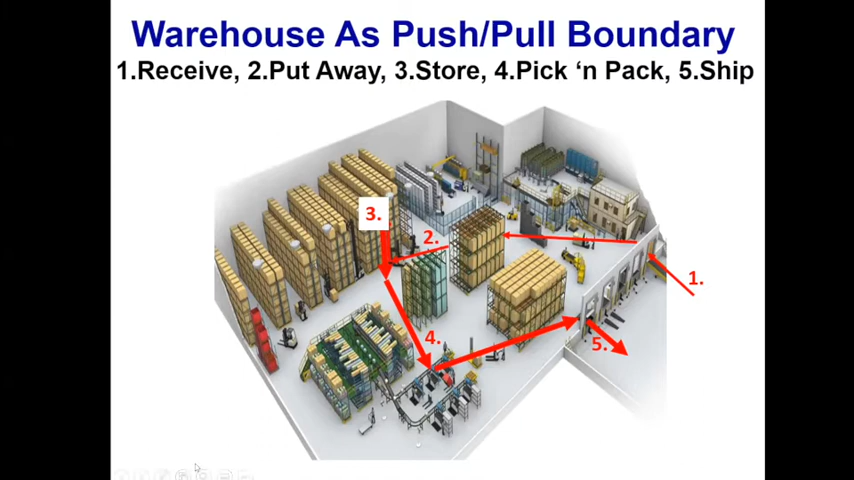 Warehouse As Push/Pull Boundary
1.Receive, 2.Put Away, 3.Store, 4.Pick ‘n Pack, 5.Ship
3.
2.
1.
4.
5.